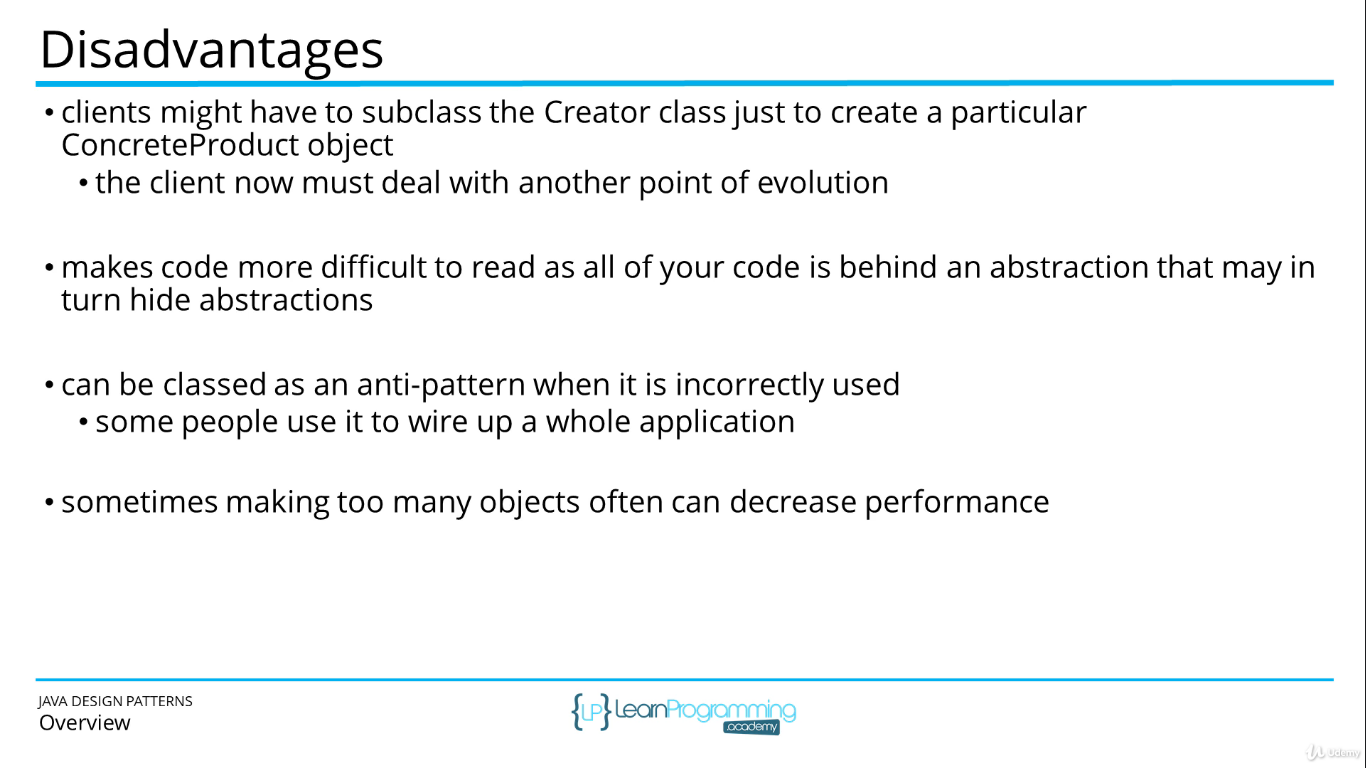 Disadvantages
• clients might have to subclass the Creator class just to create a particular
ConcreteProduct object
• the client now must deal with another point of evolution
• makes code more difficult to read as all of your code is behind an abstraction that may in
turn hide abstractions
• can be classed as an anti-pattern when it is incorrectly used
• some people use it to wire up a whole application
• sometimes making too many objects often can decrease performance
JAVA DESIGN PATTERNS
Overview
{LP} LearnProgramming
.academy
Udemy